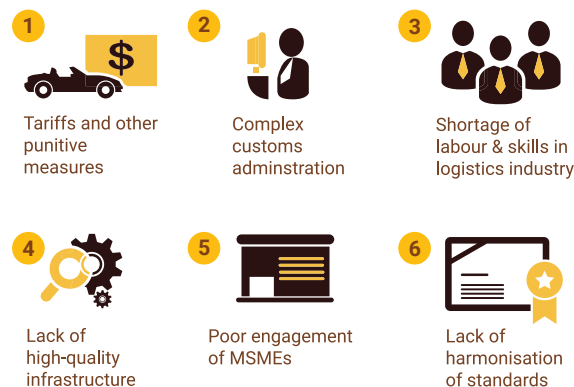 1
$
Tariffs and other
punitive
measures
2
Complex
customs
adminstration
3
Shortage of
labour & skills in
logistics industry
4
Lack of
high-quality
infrastructure
5
Poor engagement
of MSMEs
6
Lack of
harmonisation
of standards